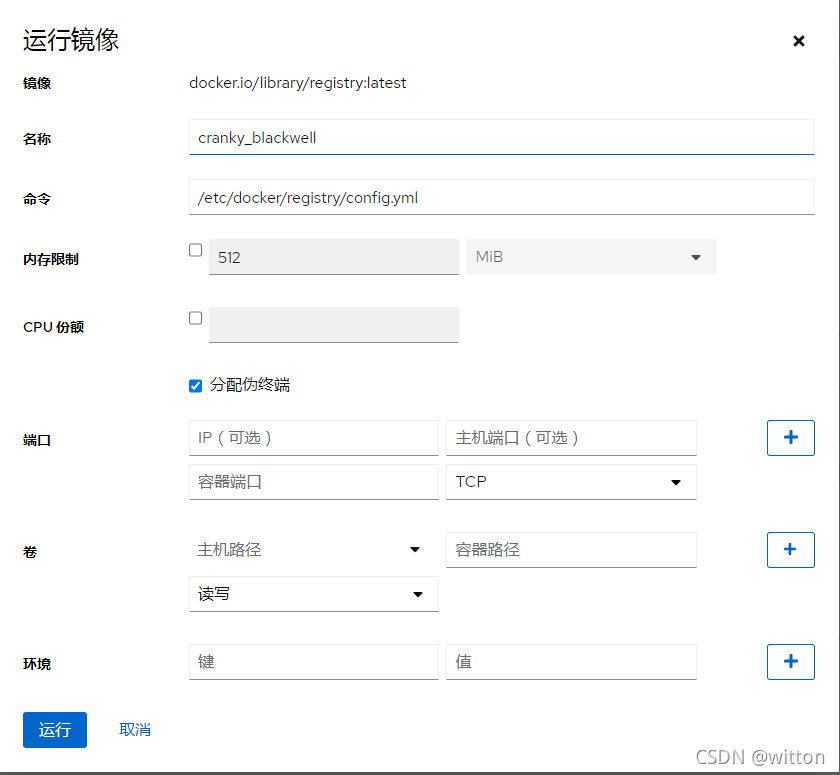 运行镜像
镜像 docker.io/library/registry:latest
名称 cranky_blackwell
命令 /etc/docker/registry/config.yml
内存限制 512 MiB
CPU 份额
分配伪终端
端口 IP（可选） 主机端口（可选）
容器端口 TCP
卷 主机路径 容器路径
读写
环境 键 值
运行 取消
CSDN @witton